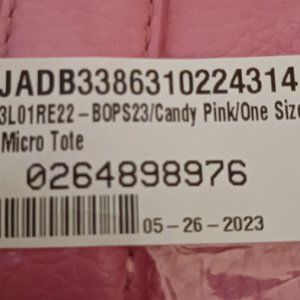 JADB3386310224314
3L01RE22-BOPS23/Candy Pink/One Size
Micro Tote
0264898976
05-26-2023